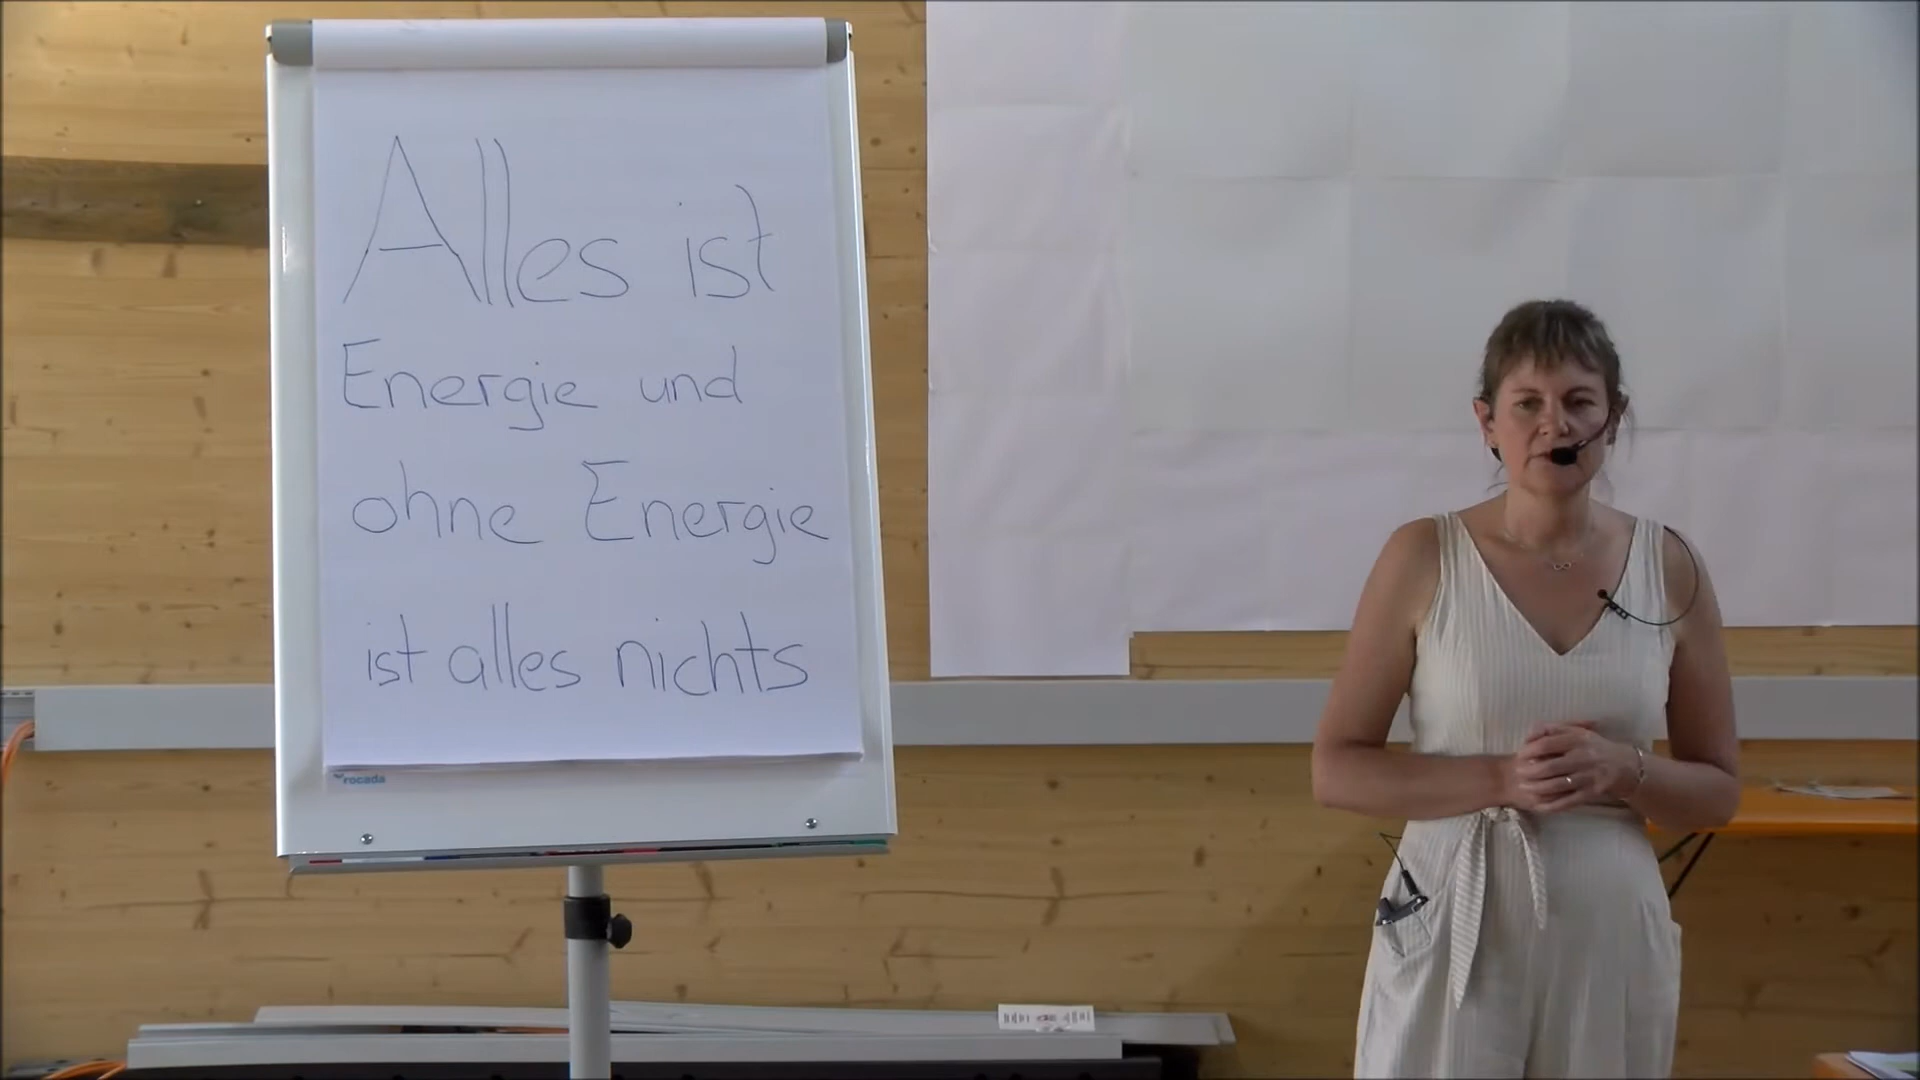 Alles ist
Energie und
ohne Energie
ist alles nichts
rocada